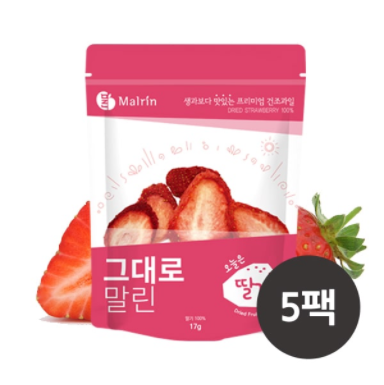 Malrin
생과보다 맛있는 프리미엄 건조과일
DRIED STRAWBERRY 100%
그대로
말린
오늘은
딸
딸기 100%
17g
5팩